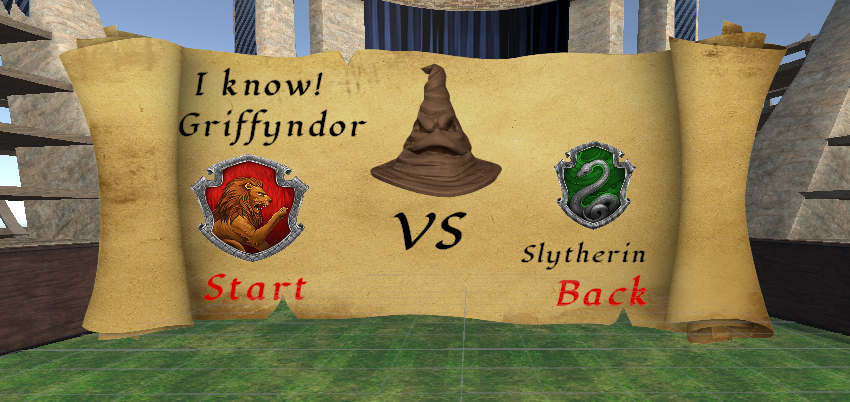 I know!
Griffyndor
VS
Slytherin
Start
Back